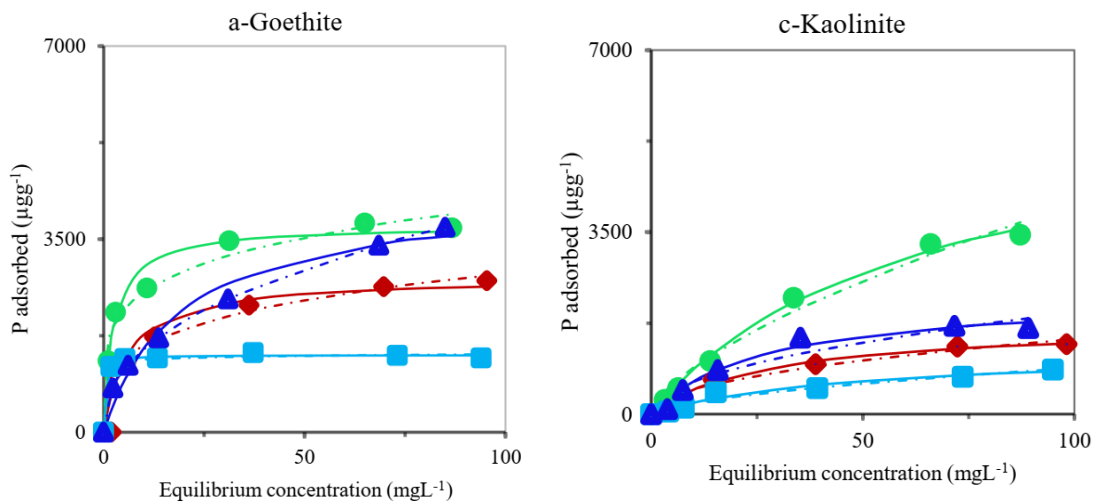 a-Goethite
7000
3500
0
0
50
100
P adsorbed (µgg⁻¹)
Equilibrium concentration (mgL⁻¹)
c-Kaolinite
7000
3500
0
0
50
100
P adsorbed (µgg⁻¹)
Equilibrium concentration (mgL⁻¹)